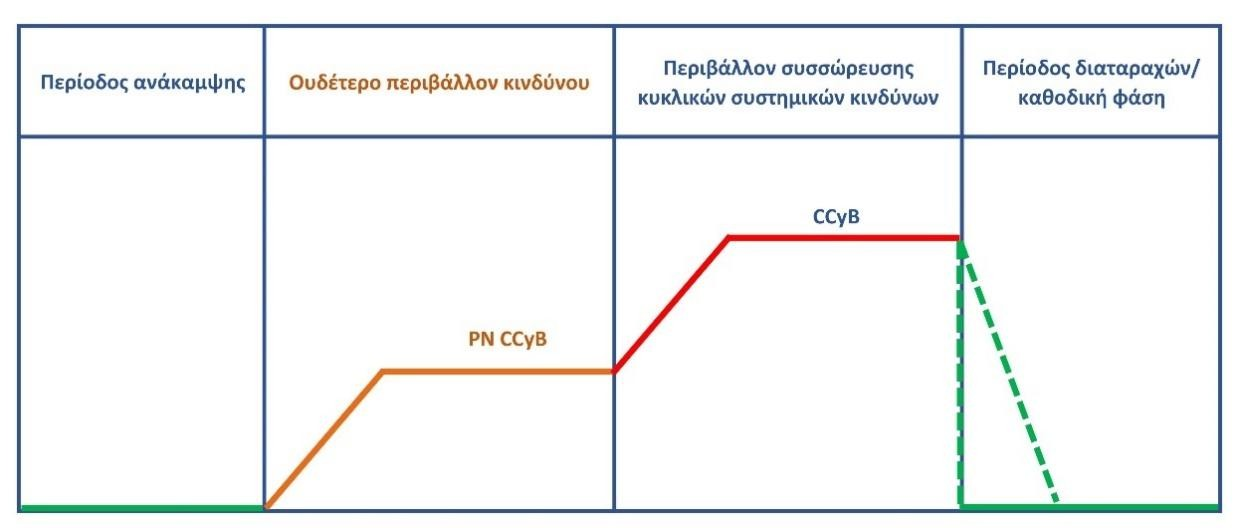 Περίοδος ανάκαμψης
Ουδέτερο περιβάλλον κινδύνου
Περιβάλλον συσσώρευσης
κυκλικών συστημικών κινδύνων
Περίοδος διαταραχών/
καθοδική φάση
CCyB
PN CCyB